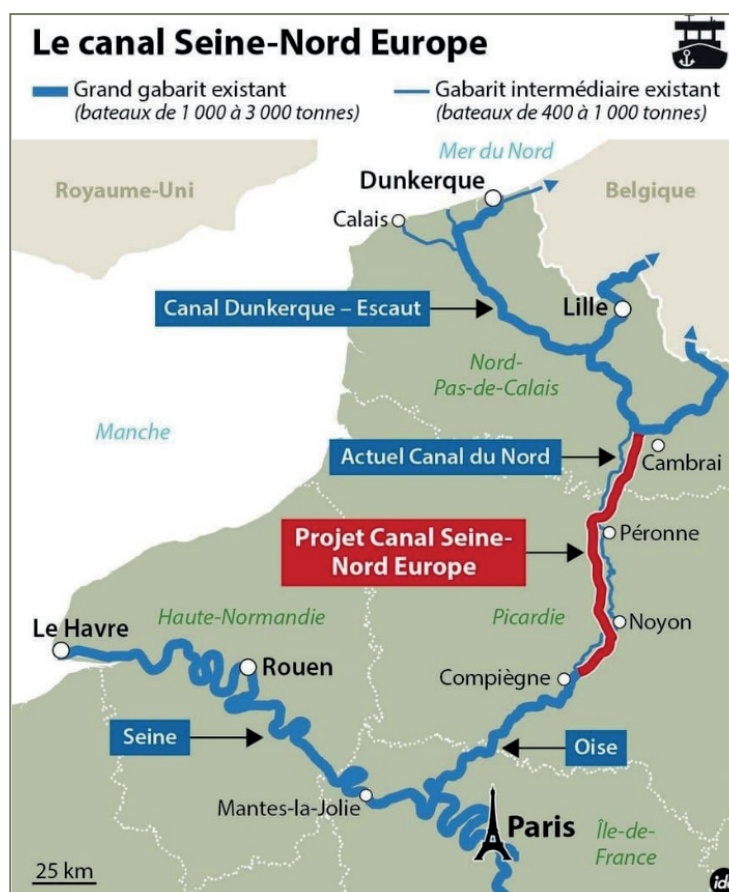 Le canal Seine-Nord Europe
Grand gabarit existant
(bateaux de 1 000 à 3 000 tonnes)
Gabarit intermédiaire existant
(bateaux de 400 à 1 000 tonnes)
Mer du Nord
Royaume-Uni
Dunkerque
Belgique
Calais
Canal Dunkerque – Escaut
Lille
Nord-
Pas-de-Calais
Manche
Actuel Canal du Nord
Cambrai
Projet Canal Seine-
Nord Europe
Péronne
Haute-Normandie
Picardie
Noyon
Le Havre
Rouen
Compiègne
Seine
Oise
Mantes-la-Jolie
Paris
Île-de-
France
25 km
idé